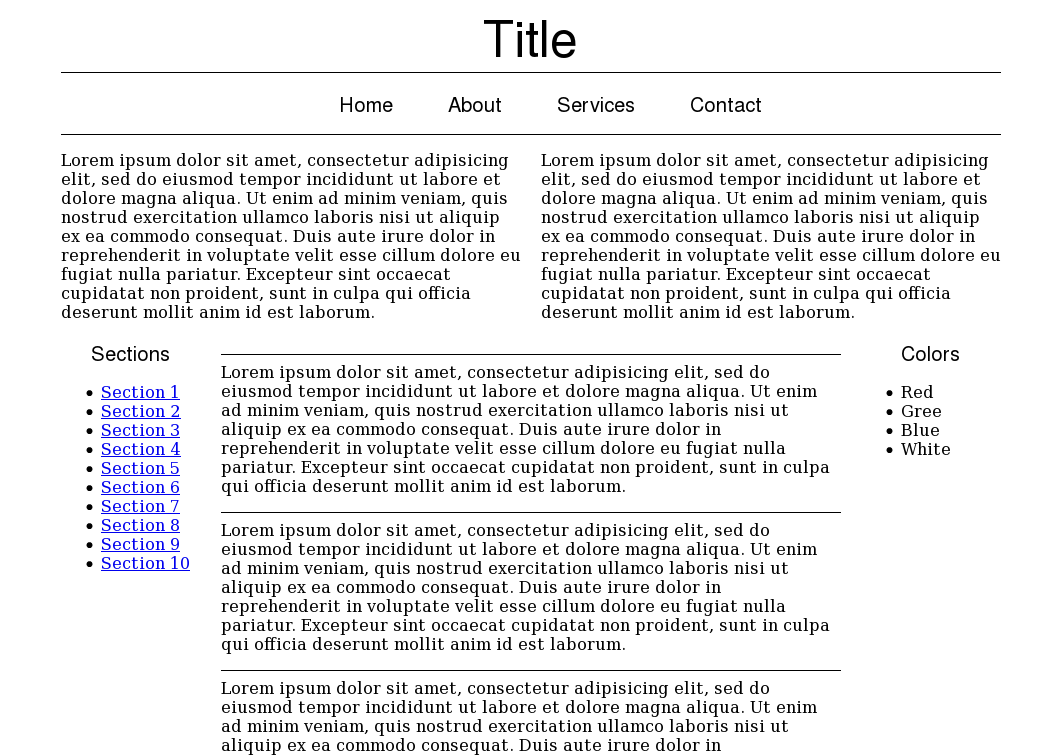 Title
Home About Services Contact
Lorem ipsum dolor sit amet, consectetur adipisicing
elit, sed do eiusmod tempor incididunt ut labore et
dolore magna aliqua. Ut enim ad minim veniam, quis
nostrud exercitation ullamco laboris nisi ut aliquip
ex ea commodo consequat. Duis aute irure dolor in
reprehenderit in voluptate velit esse cillum dolore eu
fugiat nulla pariatur. Excepteur sint occaecat
cupidatat non proident, sunt in culpa qui officia
deserunt mollit anim id est laborum.
Lorem ipsum dolor sit amet, consectetur adipisicing
elit, sed do eiusmod tempor incididunt ut labore et
dolore magna aliqua. Ut enim ad minim veniam, quis
nostrud exercitation ullamco laboris nisi ut aliquip
ex ea commodo consequat. Duis aute irure dolor in
reprehenderit in voluptate velit esse cillum dolore eu
fugiat nulla pariatur. Excepteur sint occaecat
cupidatat non proident, sunt in culpa qui officia
deserunt mollit anim id est laborum.
Sections
Section 1
Section 2
Section 3
Section 4
Section 5
Section 6
Section 7
Section 8
Section 9
Section 10
Lorem ipsum dolor sit amet, consectetur adipisicing elit, sed do
eiusmod tempor incididunt ut labore et dolore magna aliqua. Ut enim
ad minim veniam, quis nostrud exercitation ullamco laboris nisi ut
aliquip ex ea commodo consequat. Duis aute irure dolor in
reprehenderit in voluptate velit esse cillum dolore eu fugiat nulla
pariatur. Excepteur sint occaecat cupidatat non proident, sunt in culpa
qui officia deserunt mollit anim id est laborum.
Lorem ipsum dolor sit amet, consectetur adipisicing elit, sed do
eiusmod tempor incididunt ut labore et dolore magna aliqua. Ut enim
ad minim veniam, quis nostrud exercitation ullamco laboris nisi ut
aliquip ex ea commodo consequat. Duis aute irure dolor in
reprehenderit in voluptate velit esse cillum dolore eu fugiat nulla
pariatur. Excepteur sint occaecat cupidatat non proident, sunt in culpa
qui officia deserunt mollit anim id est laborum.
Lorem ipsum dolor sit amet, consectetur adipisicing elit, sed do
eiusmod tempor incididunt ut labore et dolore magna aliqua. Ut enim
ad minim veniam, quis nostrud exercitation ullamco laboris nisi ut
aliquip ex ea commodo consequat. Duis aute irure dolor in
Colors
Red
Gree
Blue
White